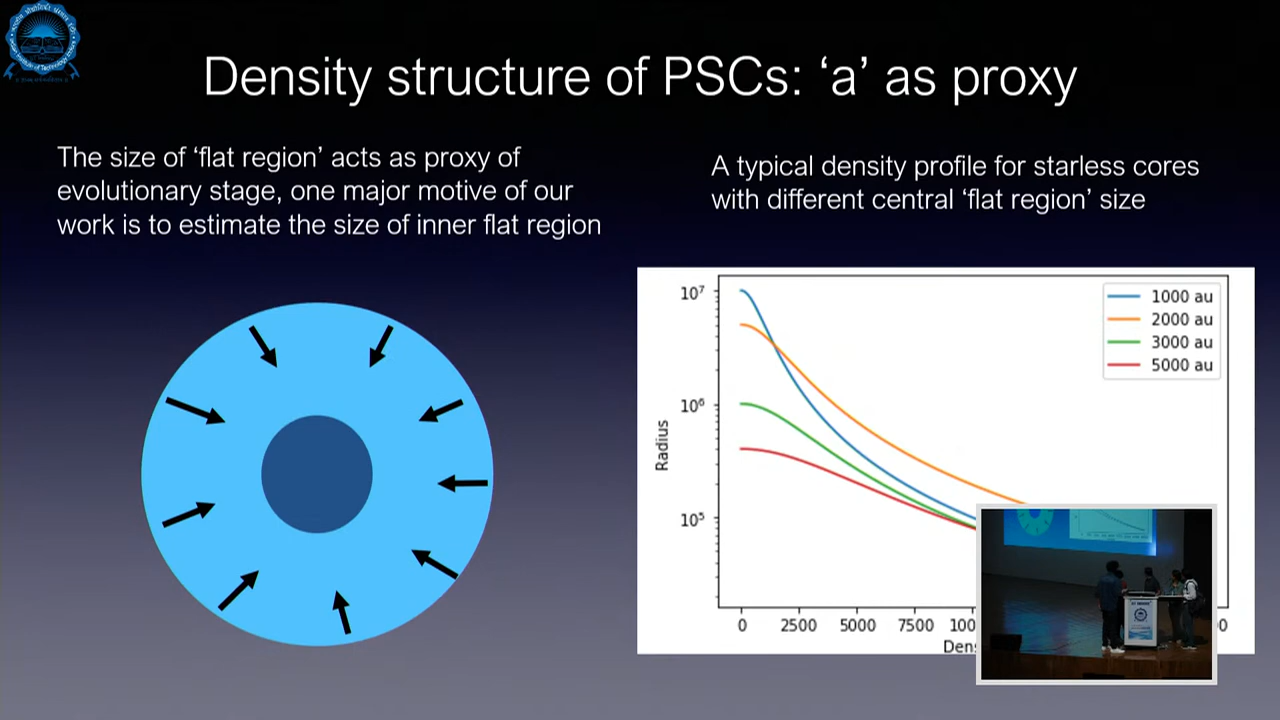 Density structure of PSCs: ‘a’ as proxy
The size of ‘flat region’ acts as proxy of
evolutionary stage, one major motive of our
work is to estimate the size of inner flat region
A typical density profile for starless cores
with different central ‘flat region’ size
1000 au
2000 au
3000 au
5000 au
10⁷
10⁶
10⁵
Radius
0 2500 5000 7500